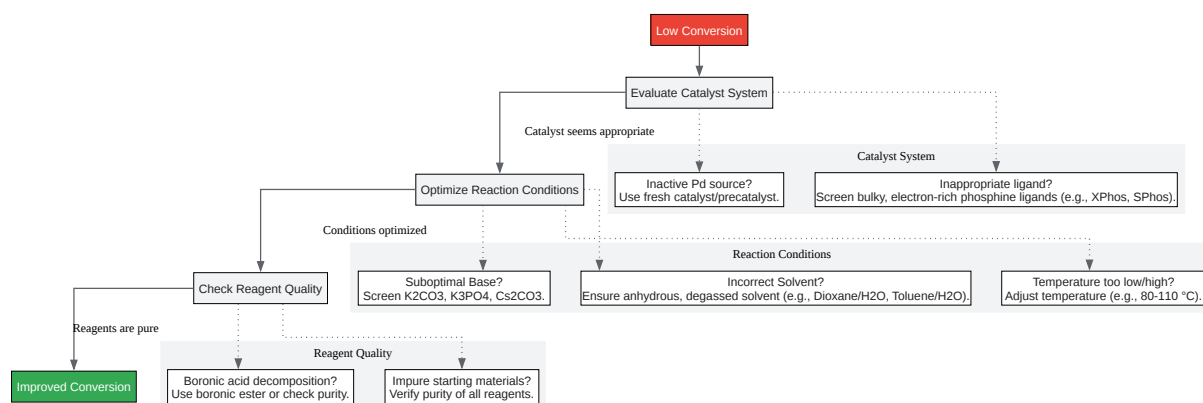 Low Conversion
Evaluate Catalyst System
Catalyst seems appropriate
Catalyst System
Inactive Pd source?
Use fresh catalyst/precatalyst.
Inappropriate ligand?
Screen bulky, electron-rich phosphine ligands (e.g., XPhos, SPhos).
Optimize Reaction Conditions
Conditions optimized
Reaction Conditions
Suboptimal Base?
Screen K2CO3, K3PO4, Cs2CO3.
Incorrect Solvent?
Ensure anhydrous, degassed solvent (e.g., Dioxane/H2O, Toluene/H2O).
Temperature too low/high?
Adjust temperature (e.g., 80-110 °C).
Check Reagent Quality
Reagents are pure
Reagent Quality
Boronic acid decomposition?
Use boronic ester or check purity.
Impure starting materials?
Verify purity of all reagents.
Improved Conversion